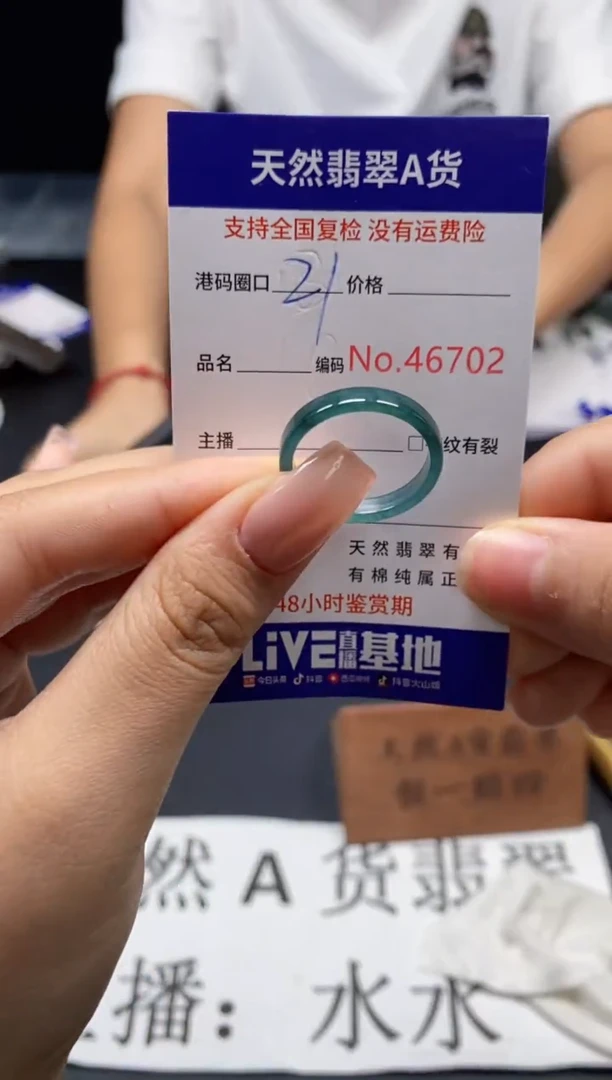 天然翡翠A货
支持全国复检 没有运费险
港码圈口 21 价格
品名 编码 No.46702
主播 □ 纹有裂
天然翡翠有
有棉纯属正
48小时鉴赏期
LiVE直播基地
今日头条 抖音 西瓜视频 抖音火山版
然 A 货翡翠
播：水水